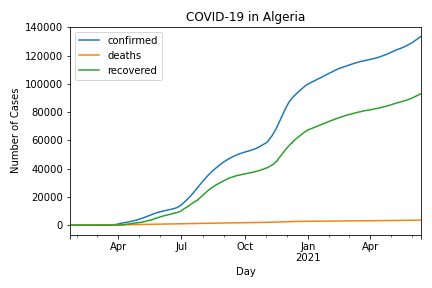 COVID-19 in Algeria
140000
120000
100000
80000
60000
40000
20000
0
Number of Cases
confirmed
deaths
recovered
Apr
Jul
Oct
Jan
2021
Apr
Day